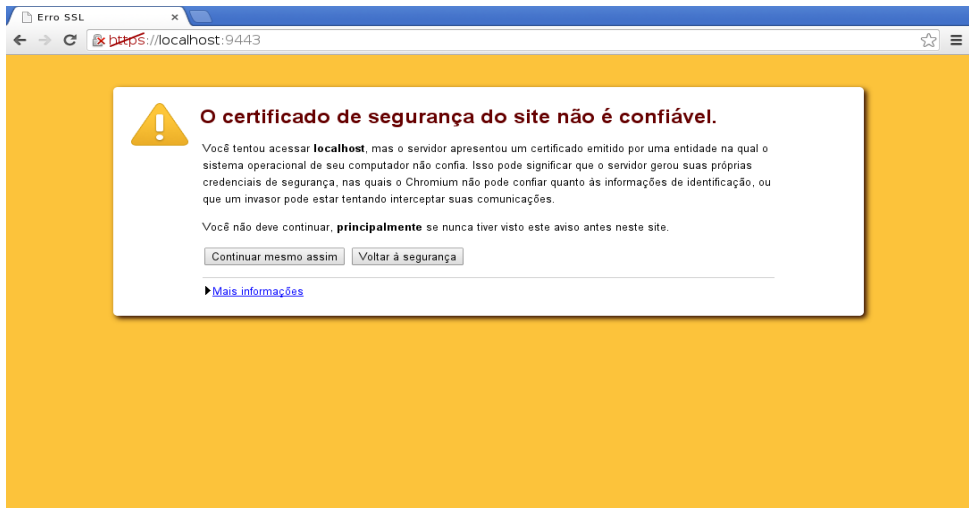 Erro SSL
https://localhost:9443
O certificado de segurança do site não é confiável.
Você tentou acessar localhost, mas o servidor apresentou um certificado emitido por uma entidade na qual o
sistema operacional de seu computador não confia. Isso pode significar que o servidor gerou suas próprias
credenciais de segurança, nas quais o Chromium não pode confiar quanto às informações de identificação, ou
que um invasor pode estar tentando interceptar suas comunicações.
Você não deve continuar, principalmente se nunca tiver visto este aviso antes neste site.
Continuar mesmo assim Voltar à segurança
Mais informações